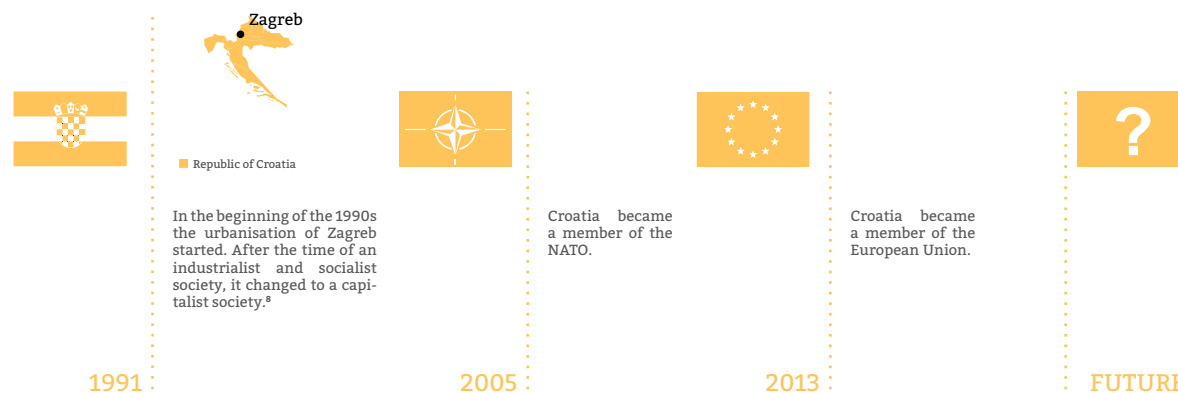 Zagreb
Republic of Croatia
In the beginning of the 1990s
the urbanisation of Zagreb
started. After the time of an
industrialist and socialist
society, it changed to a capi-
talist society.⁸
1991
Croatia became
a member of the
NATO.
2005
Croatia became
a member of the
European Union.
2013
?
FUTURE